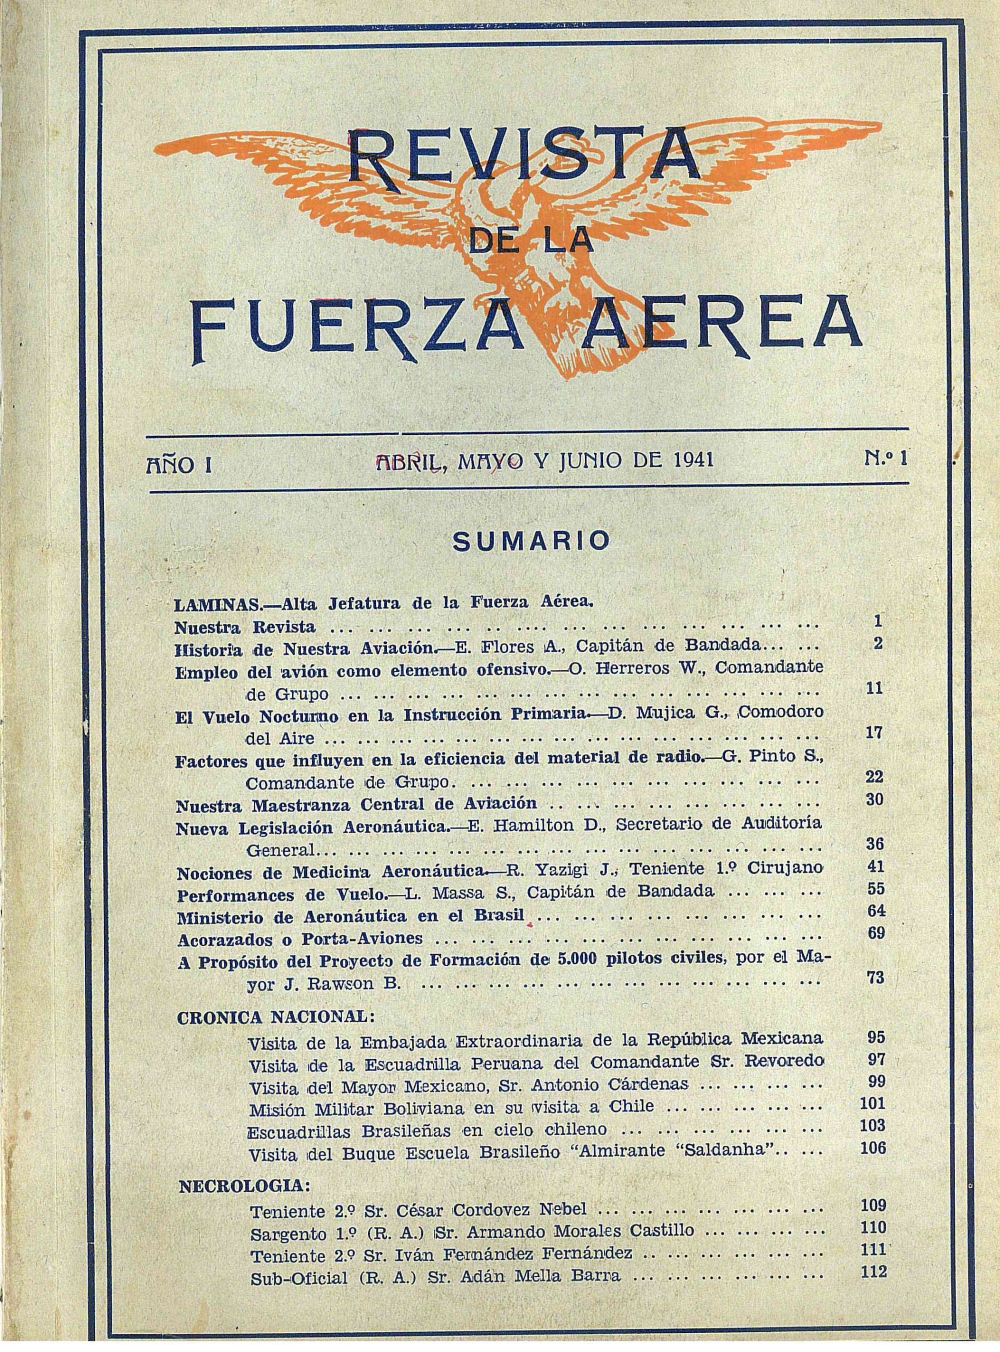 REVISTA
DE LA
FUERZA AEREA
AÑO I ABRIL, MAYO Y JUNIO DE 1941 N.º 1
SUMARIO
LAMINAS.—Alta Jefatura de la Fuerza Aérea.
Nuestra Revista ... ... ... ... .. ... ... ... ... ... ... ... ... ... ... 1
Historia de Nuestra Aviación.—E. Flores A., Capitán de Bandada... ... 2
Empleo del avión como elemento ofensivo.—O. Herreros W., Comandante
de Grupo ... ... ... ... ... ... ... ... ... ... ... ... ... ... 11
El Vuelo Nocturno en la Instrucción Primaria.—D. Mujica G., Comodoro
del Aire ... ... ... ... ... ... ... ... ... ... ... ... ... ... 17
Factores que influyen en la eficiencia del material de radio.—G. Pinto S.,
Comandante de Grupo. ... ... ... ... ... ... ... ... ... ... 22
Nuestra Maestranza Central de Aviación .. ... ... ... ... ... ... ... 30
Nueva Legislación Aeronáutica.—E. Hamilton D., Secretario de Auditoría
General... ... ... ... ... ... ... ... ... ... ... ... ... ... ... 36
Nociones de Medicina Aeronáutica.—R. Yazigi J., Teniente 1.º Cirujano 41
Performances de Vuelo.—L. Massa S., Capitán de Bandada ... ... ... 55
Ministerio de Aeronáutica en el Brasil ... ... ... ... ... ... ... ... 64
Acorazados o Porta-Aviones ... ... ... ... ... ... ... ... ... ... ... 69
A Propósito del Proyecto de Formación de 5.000 pilotos civiles, por el Ma-
yor J. Rawson B. ... ... ... ... ... ... ... ... ... ... ... ... 73
CRONICA NACIONAL:
Visita de la Embajada Extraordinaria de la República Mexicana 95
Visita de la Escuadrilla Peruana del Comandante Sr. Revoredo 97
Visita del Mayor Mexicano, Sr. Antonio Cárdenas ... ... ... ... 99
Misión Militar Boliviana en su visita a Chile ... ... ... ... ... 101
Escuadrillas Brasileñas en cielo chileno ... ... ... ... ... ... 103
Visita del Buque Escuela Brasileño "Almirante "Saldanha".. ... 106
NECROLOGIA:
Teniente 2.º Sr. César Cordovez Nebel ... ... ... ... ... ... ... 109
Sargento 1.º (R. A.) Sr. Armando Morales Castillo ... ... ... ... 110
Teniente 2.º Sr. Iván Fernández Fernández .. ... ... ... ... ... 111
Sub-Oficial (R. A.) Sr. Adán Mella Barra ... ... ... ... ... ... 112